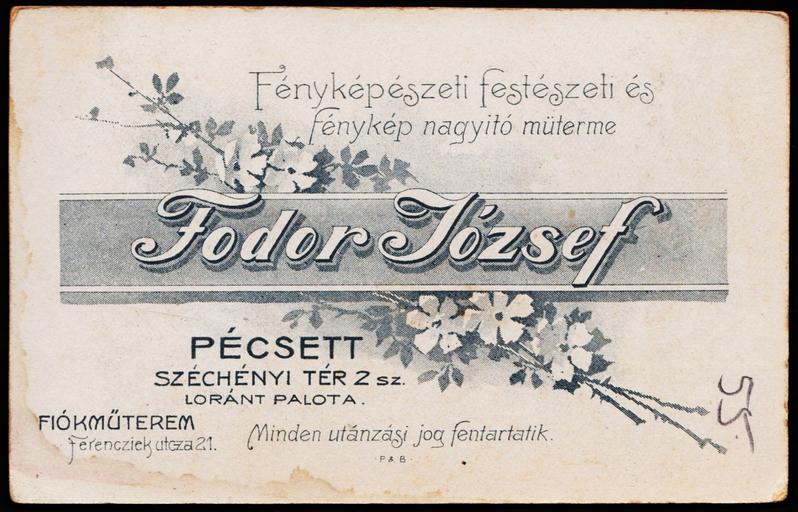 Fényképészeti festészeti és
fénykép nagyitó müterme
Fodor József
PÉCSETT
SZÉCHÉNYI TÉR 2 sz.
LORÁNT PALOTA.
FIÓKMŰTEREM
Ferencziek utcza 21.
Minden utánzási jog fentartatik.
P & B
55.